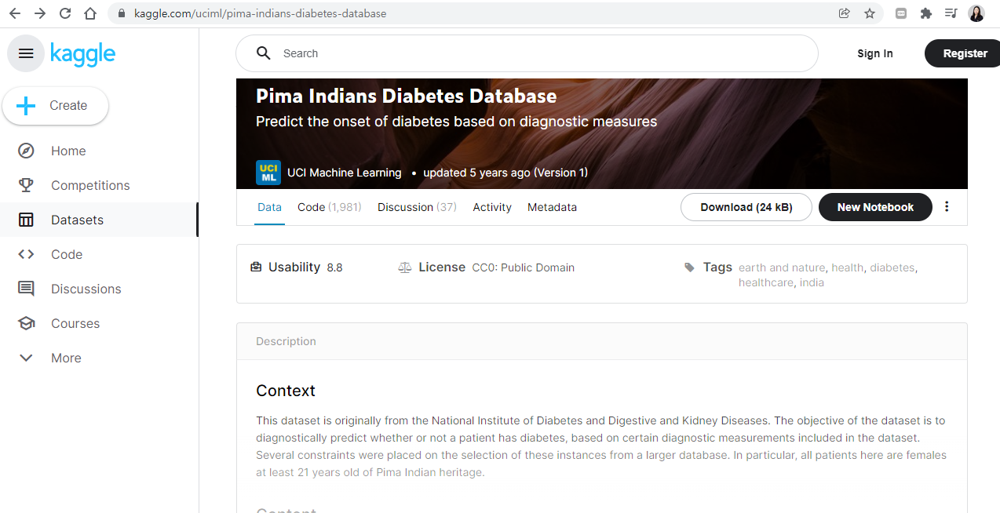 kaggle.com/uciml/pima-indians-diabetes-database
kaggle
Search
Sign In
Register
Create
Home
Competitions
Datasets
Code
Discussions
Courses
More
Pima Indians Diabetes Database
Predict the onset of diabetes based on diagnostic measures
UCI
ML
UCI Machine Learning • updated 5 years ago (Version 1)
Data Code (1,981) Discussion (37) Activity Metadata Download (24 kB) New Notebook
Usability 8.8 License CC0: Public Domain Tags earth and nature, health, diabetes,
healthcare, india
Description
Context
This dataset is originally from the National Institute of Diabetes and Digestive and Kidney Diseases. The objective of the dataset is to
diagnostically predict whether or not a patient has diabetes, based on certain diagnostic measurements included in the dataset.
Several constraints were placed on the selection of these instances from a larger database. In particular, all patients here are females
at least 21 years old of Pima Indian heritage.
Content